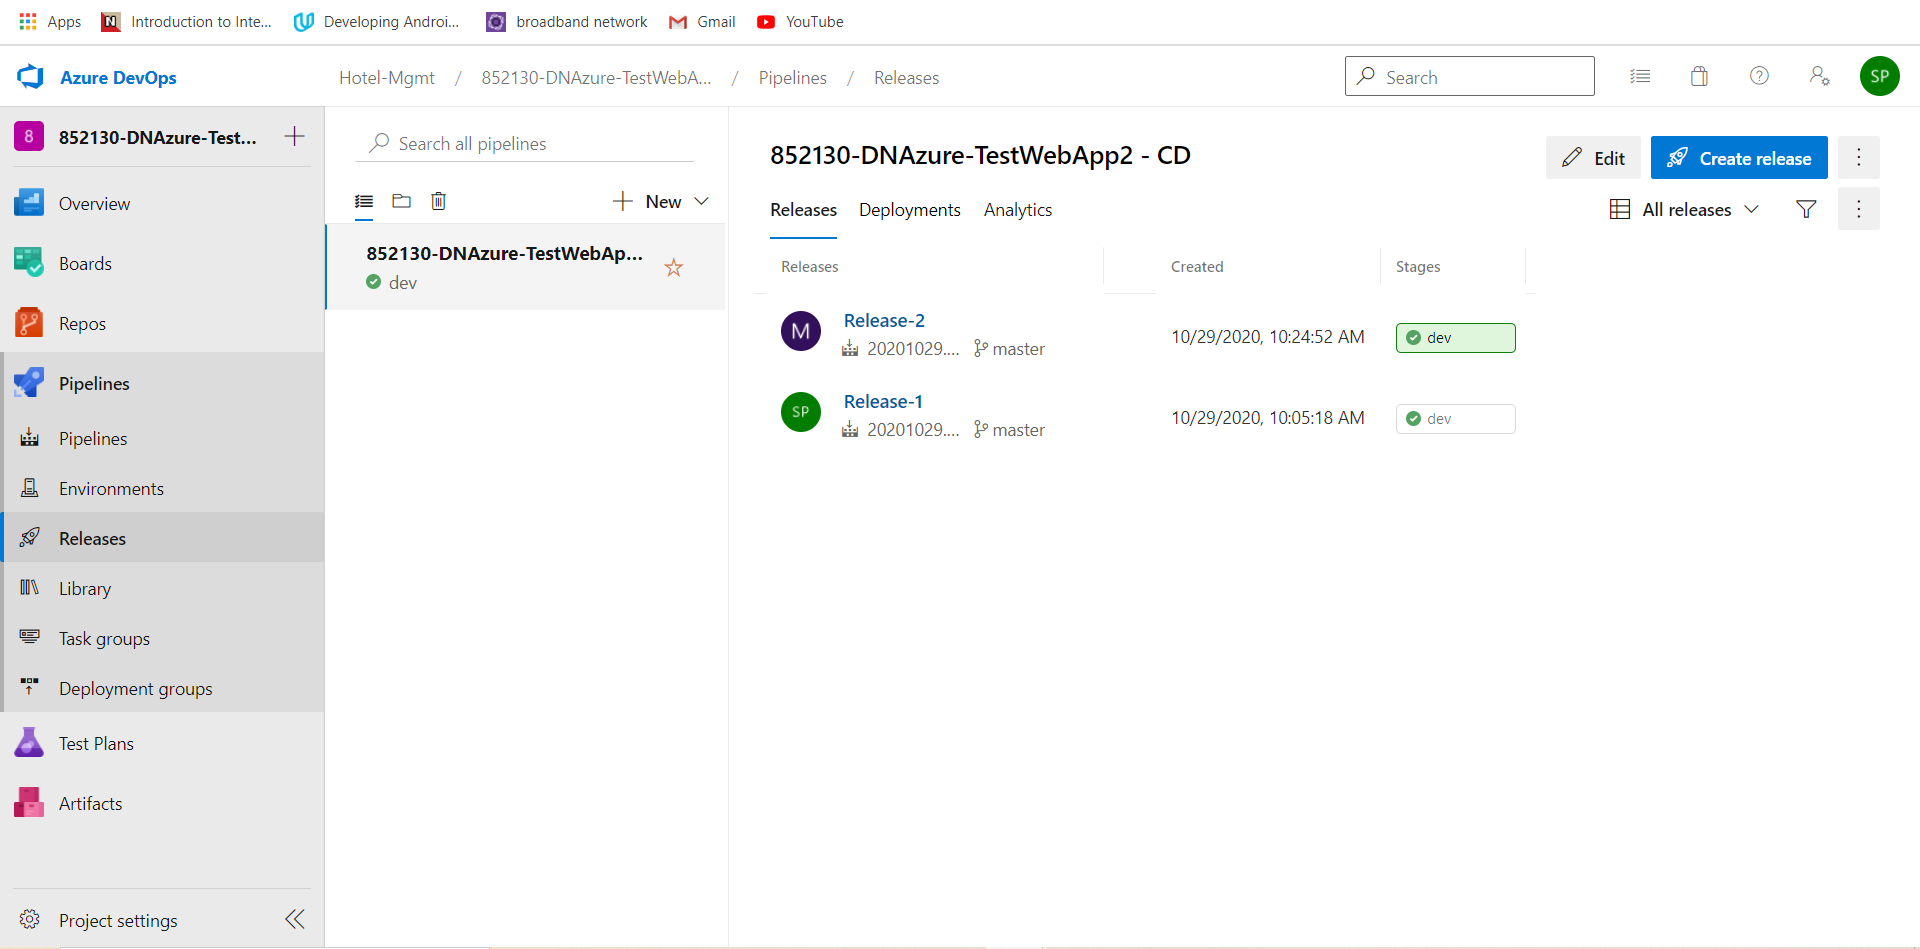 Apps Introduction to Inte... Developing Androi... broadband network Gmail YouTube
Azure DevOps Hotel-Mgmt / 852130-DNAzure-TestWebA... / Pipelines / Releases Search SP
8 852130-DNAzure-Test...
Overview
Boards
Repos
Pipelines
Pipelines
Environments
Releases
Library
Task groups
Deployment groups
Test Plans
Artifacts
Project settings
Search all pipelines
New
852130-DNAzure-TestWebAp...
dev
852130-DNAzure-TestWebApp2 - CD
Edit Create release
Releases Deployments Analytics All releases
Releases Created Stages
M Release-2 10/29/2020, 10:24:52 AM dev
20201029.... master
SP Release-1 10/29/2020, 10:05:18 AM dev
20201029.... master